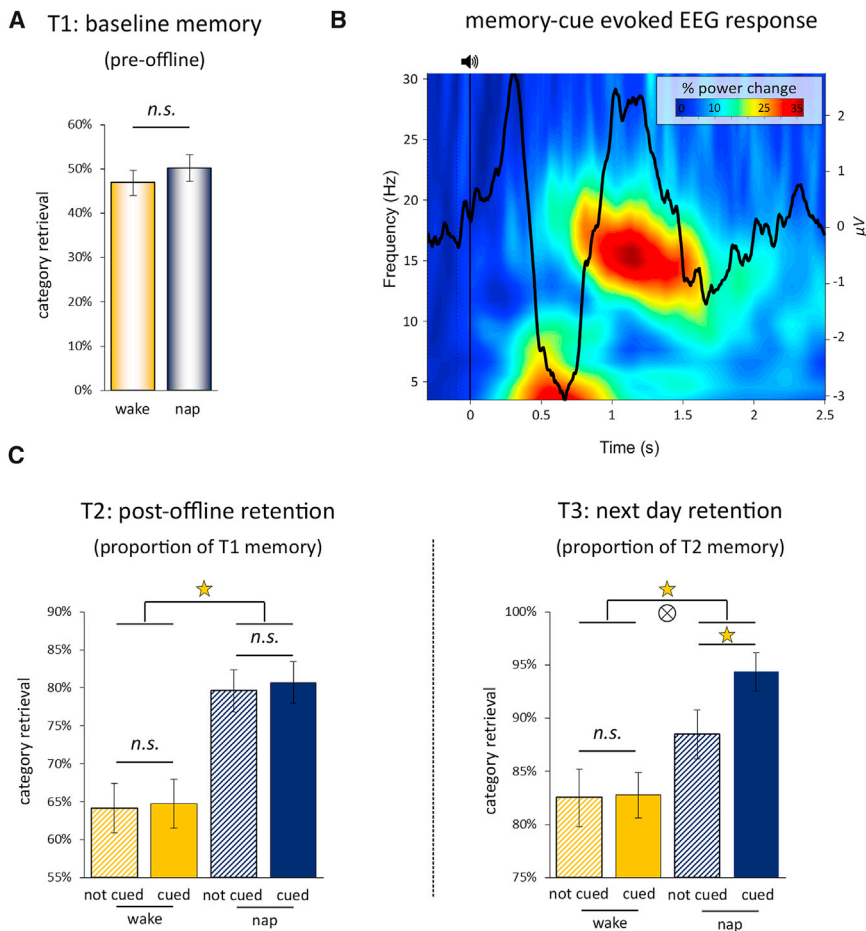 A
T1: baseline memory
(pre-offline)
n.s.
60%
50%
40%
30%
20%
10%
0%
category retrieval
wake nap
B
memory-cue evoked EEG response
% power change
0 10 25 35
30
25
20
15
10
5
Frequency (Hz)
2
1
0
-1
-2
-3
μV
0 0.5 1 1.5 2 2.5
Time (s)
C
T2: post-offline retention
(proportion of T1 memory)
90%
85%
80%
75%
70%
65%
60%
55%
category retrieval
n.s.
n.s.
not cued cued not cued cued
wake nap
T3: next day retention
(proportion of T2 memory)
100%
95%
90%
85%
80%
75%
category retrieval
n.s.
not cued cued not cued cued
wake nap